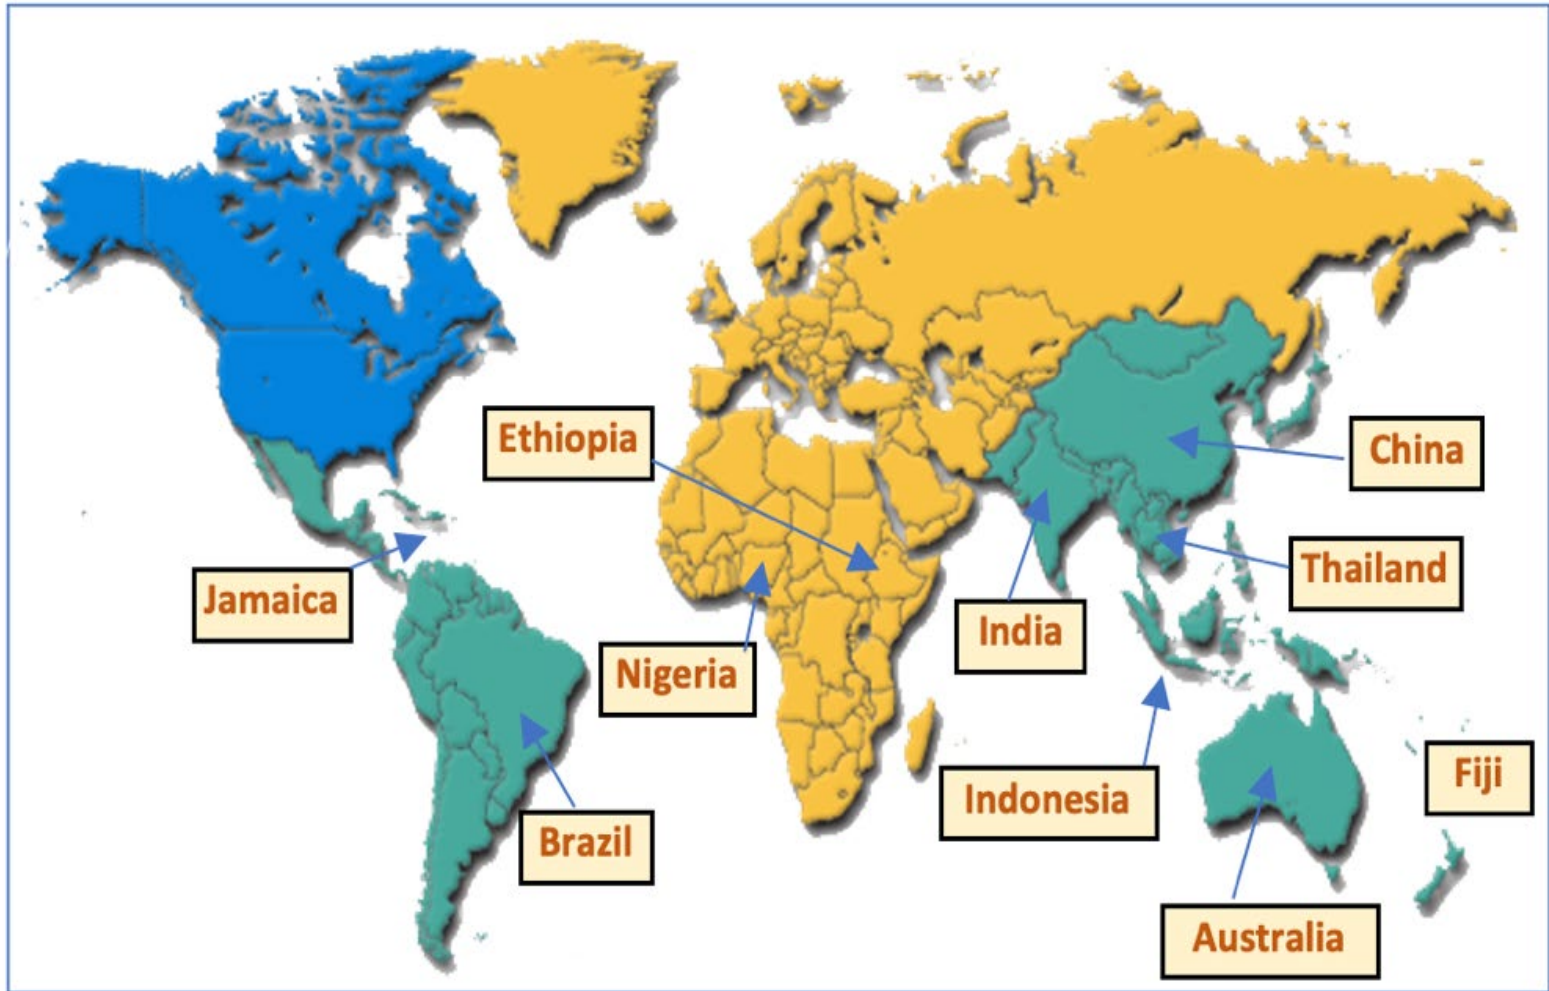 Ethiopia
China
Thailand
Jamaica
India
Nigeria
Fiji
Indonesia
Brazil
Australia